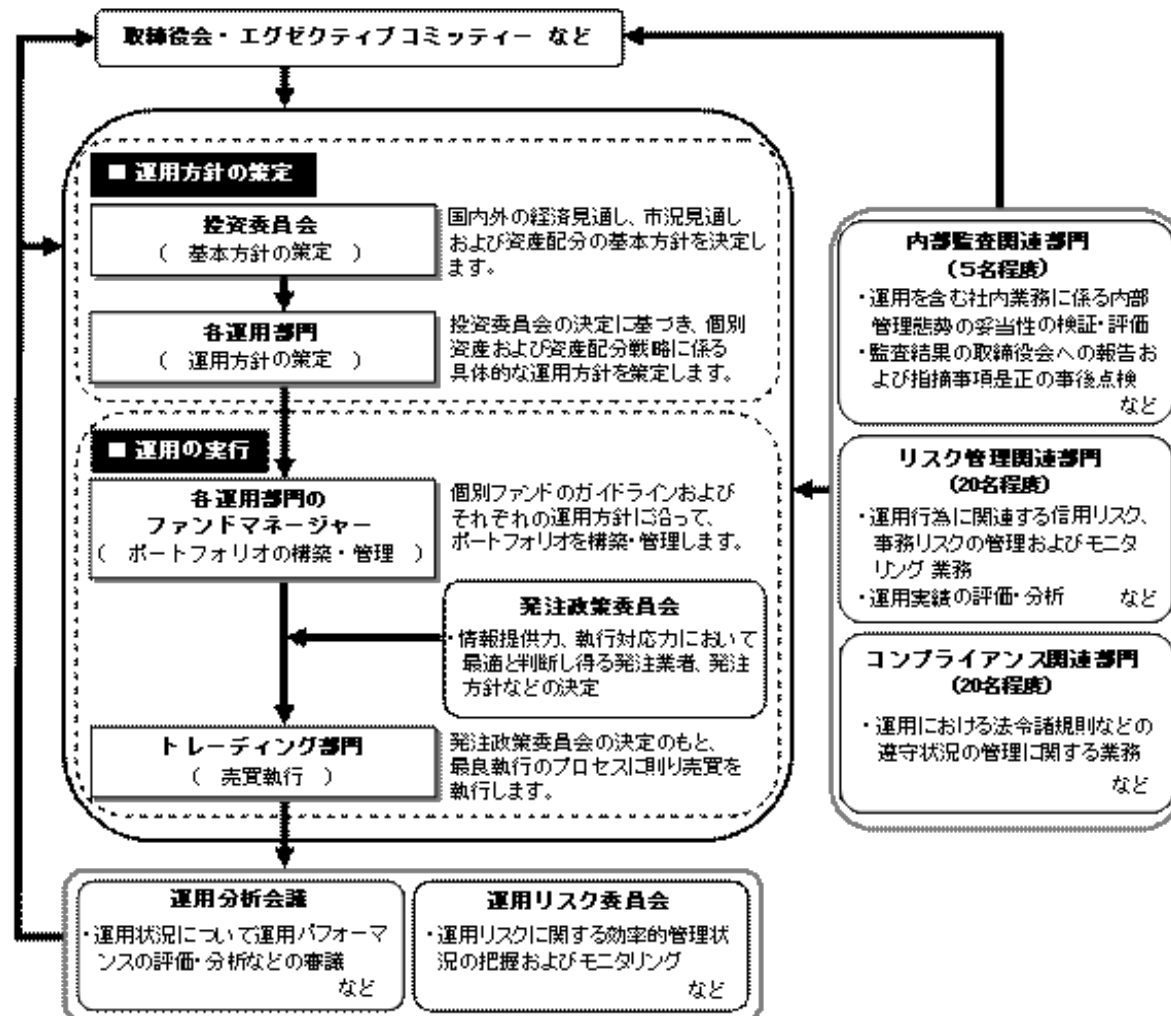 取締役会・エグゼクティブコミッティー など
■ 運用方針の策定
投資委員会
（ 基本方針の策定 ）
国内外の経済見通し、市況見通し
および資産配分の基本方針を決定し
ます。
各運用部門
（ 運用方針の策定 ）
投資委員会の決定に基づき、個別
資産および資産配分戦略に係る
具体的な運用方針を策定します。
■ 運用の実行
各運用部門の
ファンドマネージャー
（ ポートフォリオの構築・管理 ）
個別ファンドのガイドラインおよび
それぞれの運用方針に沿って、
ポートフォリオを構築・管理します。
発注政策委員会
・情報提供力、執行対応力において
最適と判断し得る発注業者、発注
方針などの決定
トレーディング部門
（ 売買執行 ）
発注政策委員会の決定のもと、
最良執行のプロセスに則り売買を
執行します。
運用分析会議
・運用状況について運用パフォーマ
ンスの評価・分析などの審議
など
運用リスク委員会
・運用リスクに関する効率的管理状
況の把握およびモニタリング
など
内部監査関連部門
（５名程度）
・運用を含む社内業務に係る内部
管理態勢の妥当性の検証・評価
・監査結果の取締役会への報告お
よび指摘事項是正の事後点検
など
リスク管理関連部門
（20名程度）
・運用行為に関連する信用リスク、
事務リスクの管理およびモニタ
リング業務
・運用実績の評価・分析 など
コンプライアンス関連部門
（20名程度）
・運用における法令諸規則などの
遵守状況の管理に関する業務
など